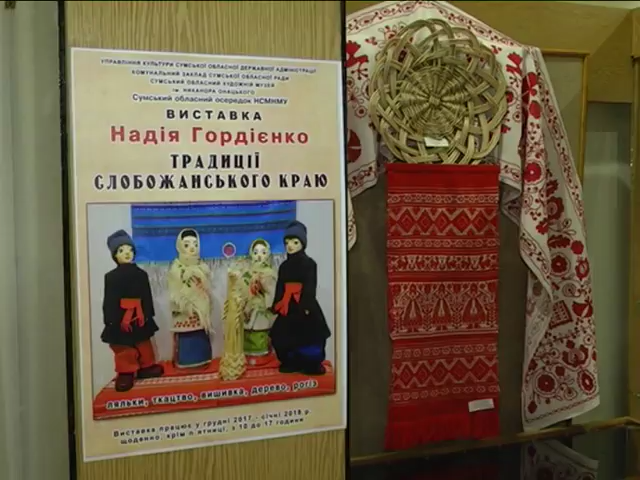 УПРАВЛІННЯ КУЛЬТУРИ СУМСЬКОЇ ОБЛАСНОЇ ДЕРЖАВНОЇ АДМІНІСТРАЦІЇ
КОМУНАЛЬНИЙ ЗАКЛАД СУМСЬКОЇ ОБЛАСНОЇ РАДИ
СУМСЬКИЙ ОБЛАСНИЙ ХУДОЖНІЙ МУЗЕЙ
ім. НИКАНОРА ОНАЦЬКОГО
Сумський обласний осередок НСМНМУ
ВИСТАВКА
Надія Гордієнко
ТРАДИЦІЇ
СЛОБОЖАНСЬКОГО КРАЮ
ляльки, ткацтво, вишивка, дерево, рогіз
Виставка працює у грудні 2017 - січні 2018 р
щоденно, крім п'ятниці, з 10 до 17 години